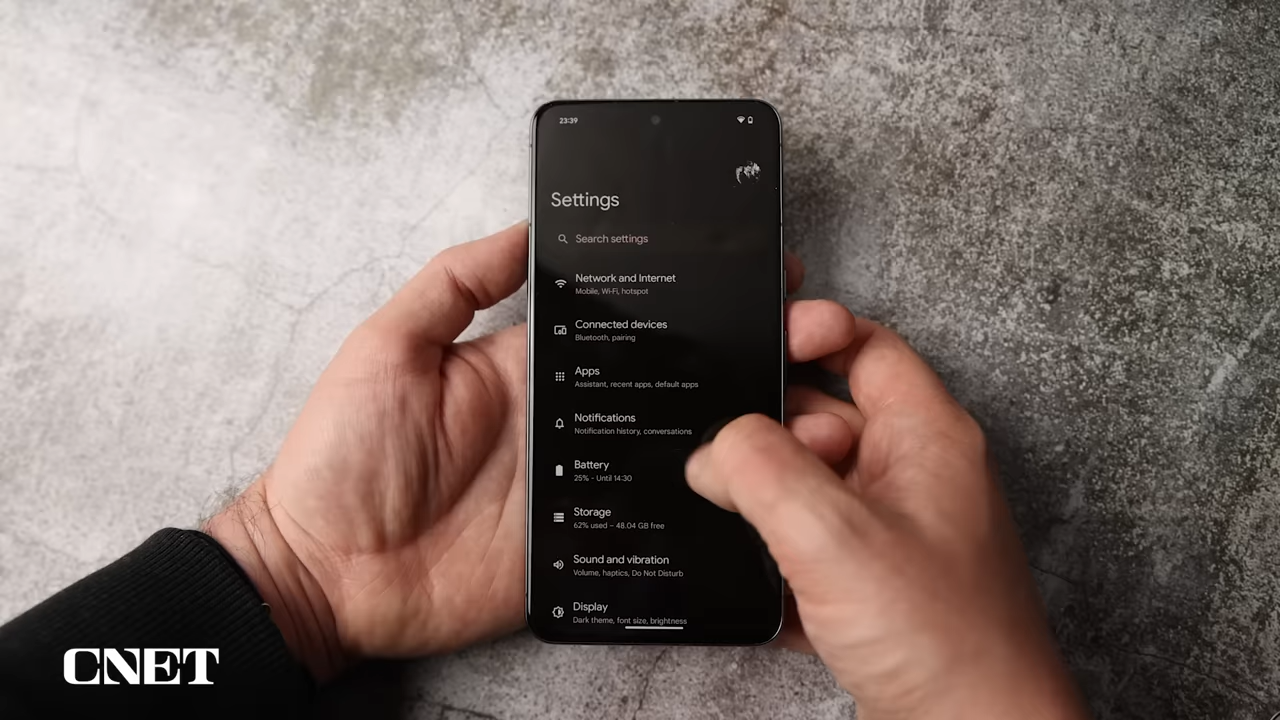 23:39
Settings
Search settings
Network and Internet
Mobile, Wi-Fi, hotspot
Connected devices
Bluetooth, pairing
Apps
Assistant, recent apps, default apps
Notifications
Notification history, conversations
Battery
25% - Until 14:30
Storage
62% used – 48.04 GB free
Sound and vibration
Volume, haptics, Do Not Disturb
Display
Dark theme, font size, brightness
CNET